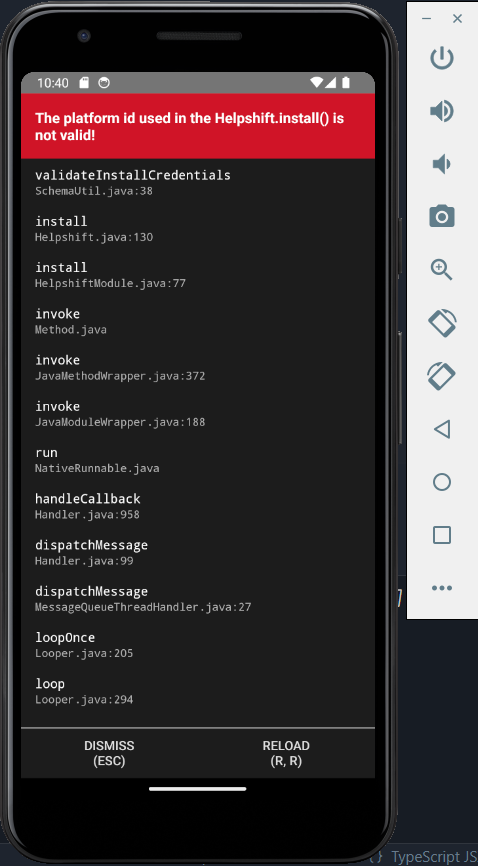 10:40
The platform id used in the Helpshift.install() is
not valid!
validateInstallCredentials
SchemaUtil.java:38
install
Helpshift.java:130
install
HelpshiftModule.java:77
invoke
Method.java
invoke
JavaMethodWrapper.java:372
invoke
JavaModuleWrapper.java:188
run
NativeRunnable.java
handleCallback
Handler.java:958
dispatchMessage
Handler.java:99
dispatchMessage
MessageQueueThreadHandler.java:27
loopOnce
Looper.java:205
loop
Looper.java:294
DISMISS
(ESC)
RELOAD
(R, R)
{} TypeScript JS